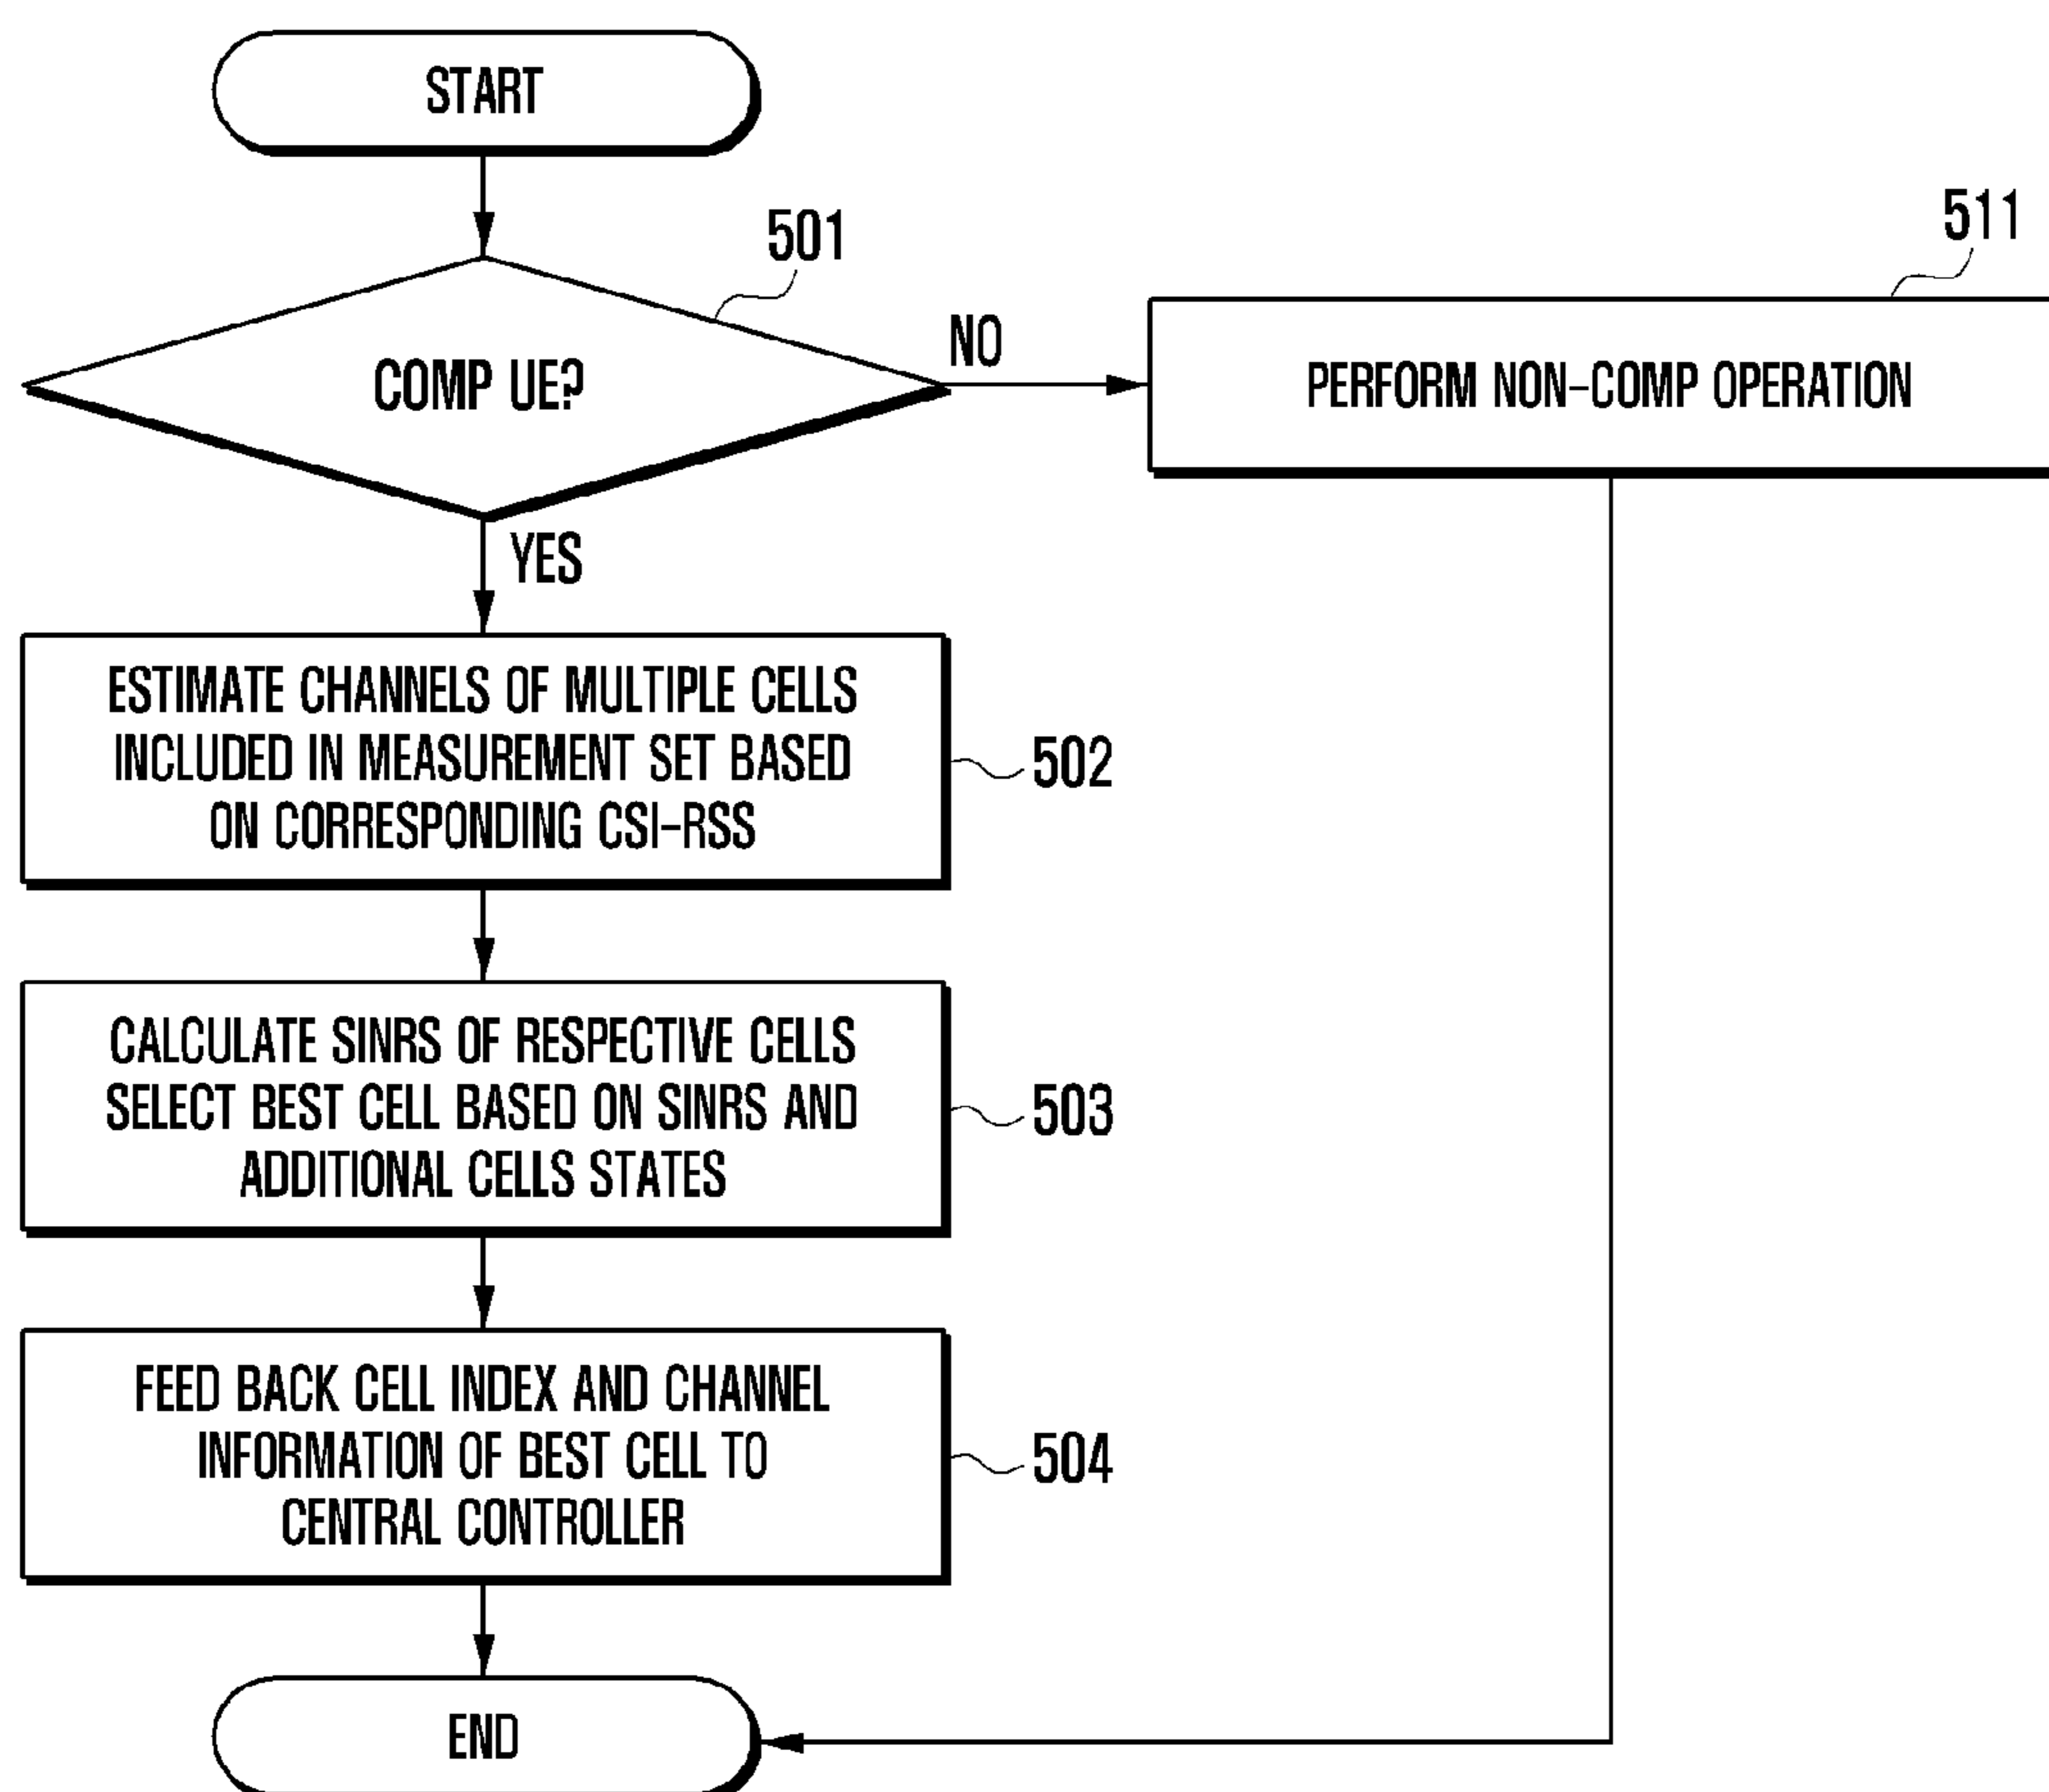 START
501
COMP UE?
NO
511
PERFORM NON-COMP OPERATION
YES
ESTIMATE CHANNELS OF MULTIPLE CELLS
INCLUDED IN MEASUREMENT SET BASED
ON CORRESPONDING CSI-RSS
502
CALCULATE SINRS OF RESPECTIVE CELLS
SELECT BEST CELL BASED ON SINRS AND
ADDITIONAL CELLS STATES
503
FEED BACK CELL INDEX AND CHANNEL
INFORMATION OF BEST CELL TO
CENTRAL CONTROLLER
504
END